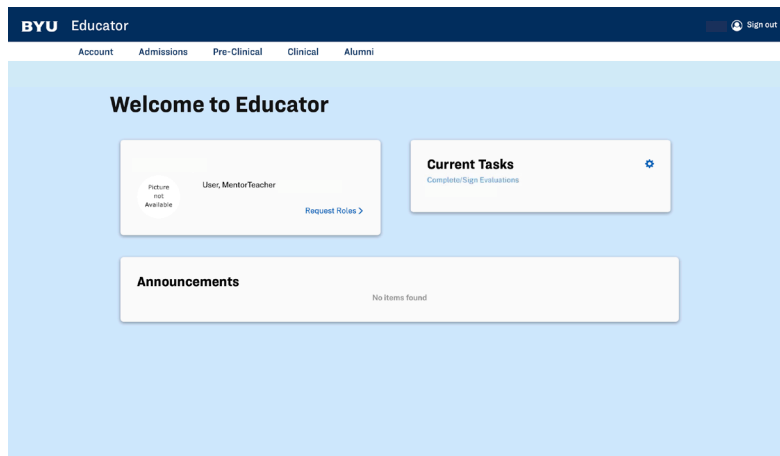 BYU Educator
Sign out
Account Admissions Pre-Clinical Clinical Alumni
Welcome to Educator
Picture
not
Available
User, MentorTeacher
Request Roles >
Current Tasks
Complete/Sign Evaluations
Announcements
No items found